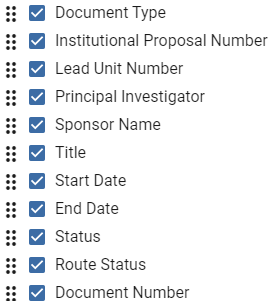 Document Type
Institutional Proposal Number
Lead Unit Number
Principal Investigator
Sponsor Name
Title
Start Date
End Date
Status
Route Status
Document Number